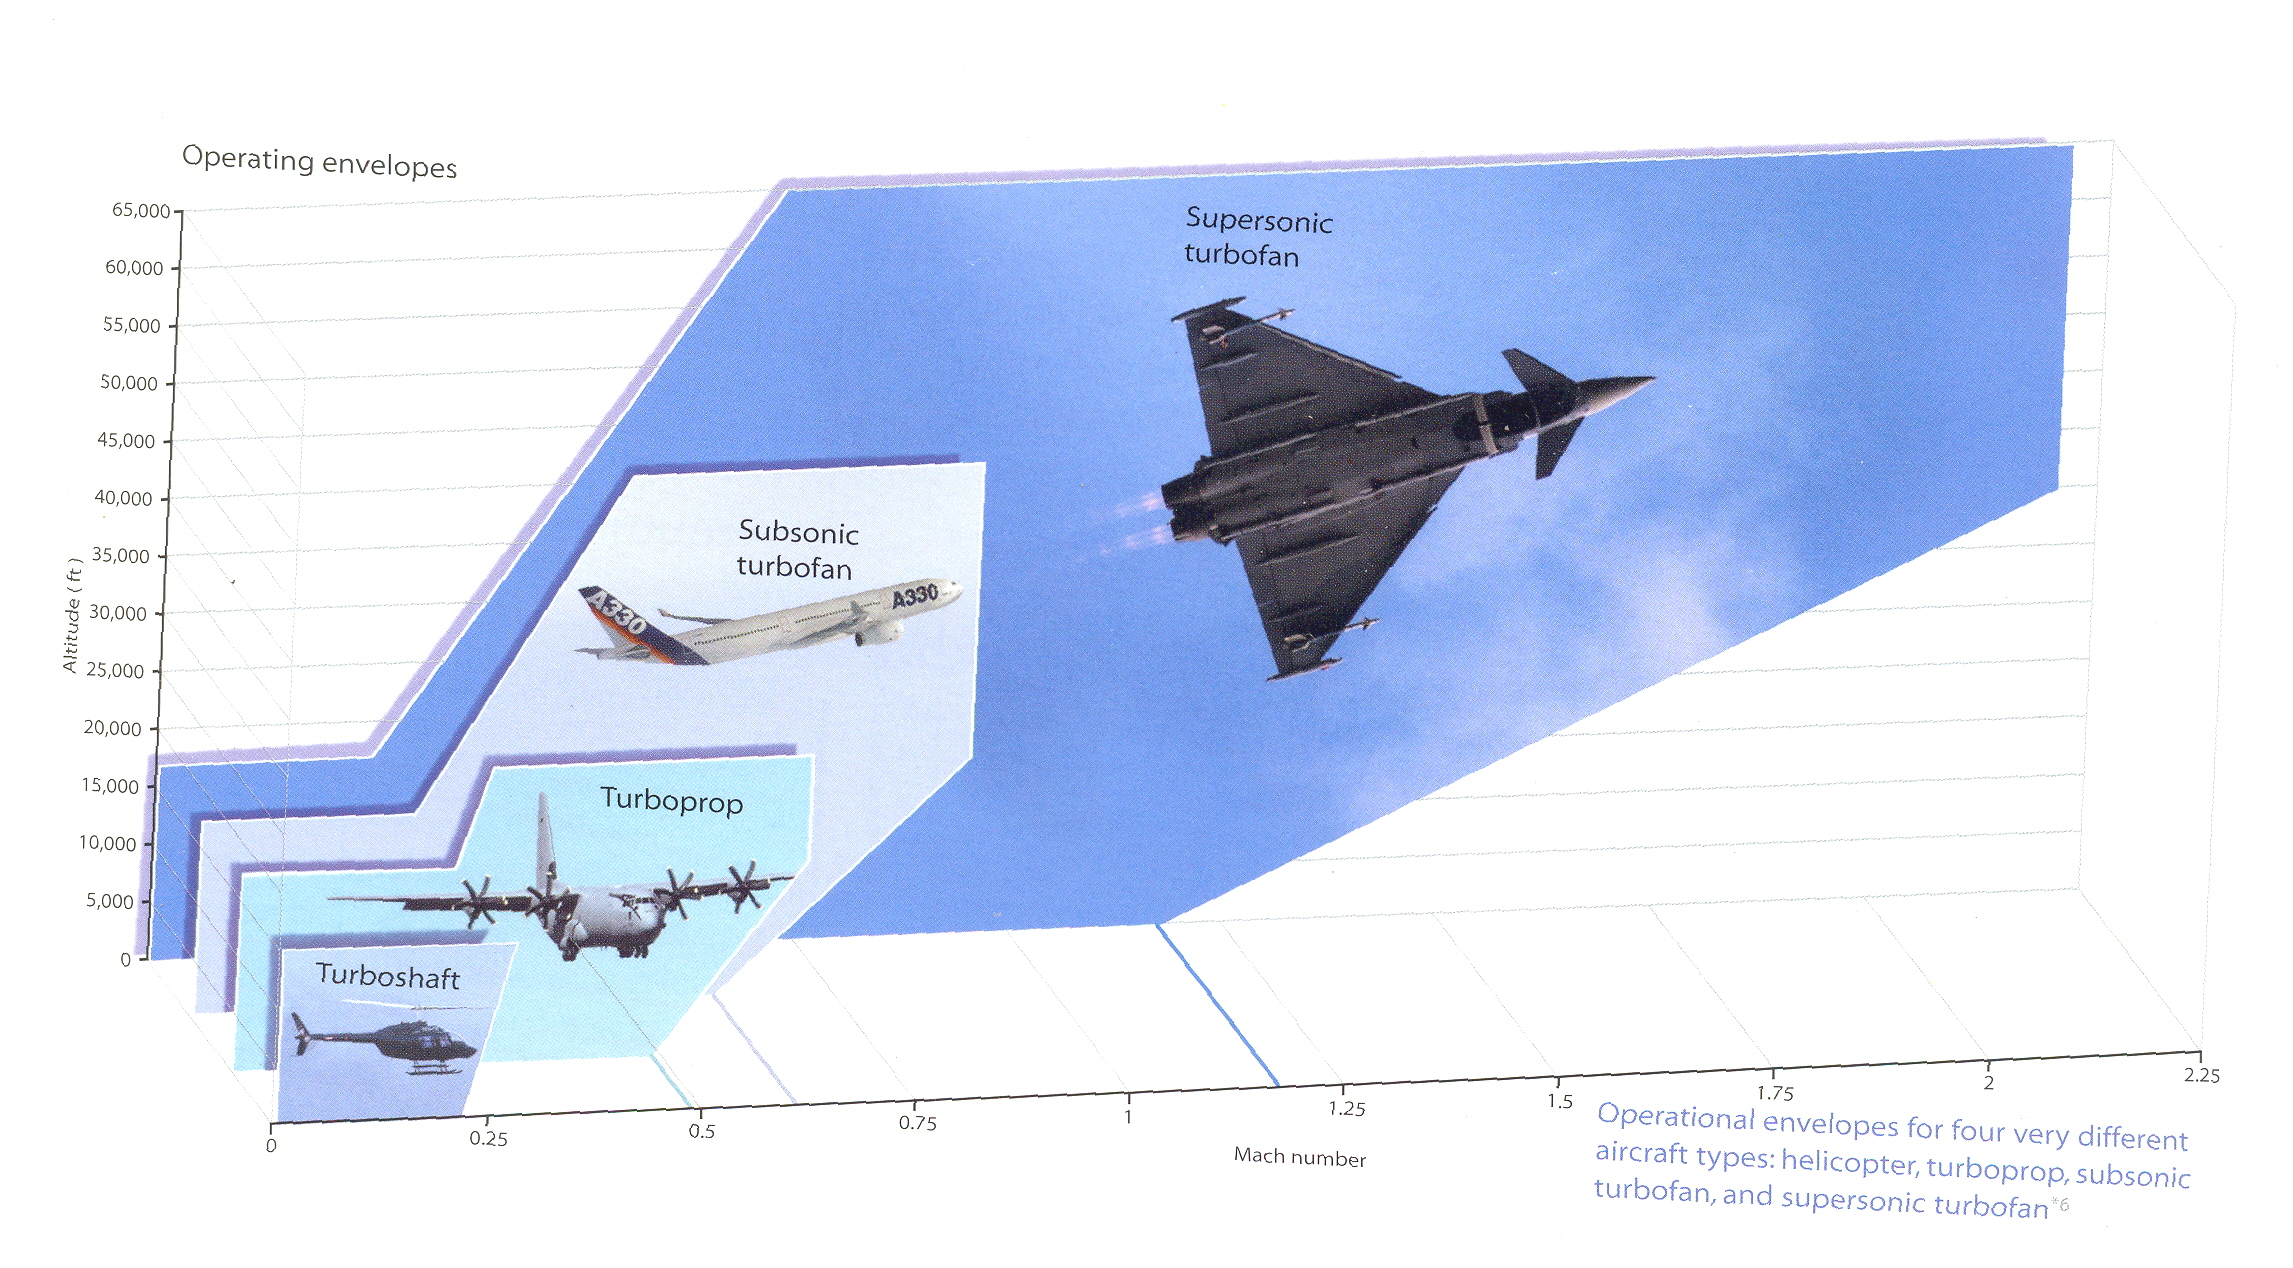 Operating envelopes
65,000
60,000
55,000
50,000
45,000
40,000
35,000
30,000
25,000
20,000
15,000
10,000
5,000
0
Altitude ( ft )
Supersonic
turbofan
Subsonic
turbofan
A330
A330
Turboprop
Turboshaft
0
0.25
0.5
0.75
1
1.25
1.5
1.75
2
2.25
Mach number
Operational envelopes for four very different
aircraft types: helicopter, turboprop, subsonic
turbofan, and supersonic turbofan*6